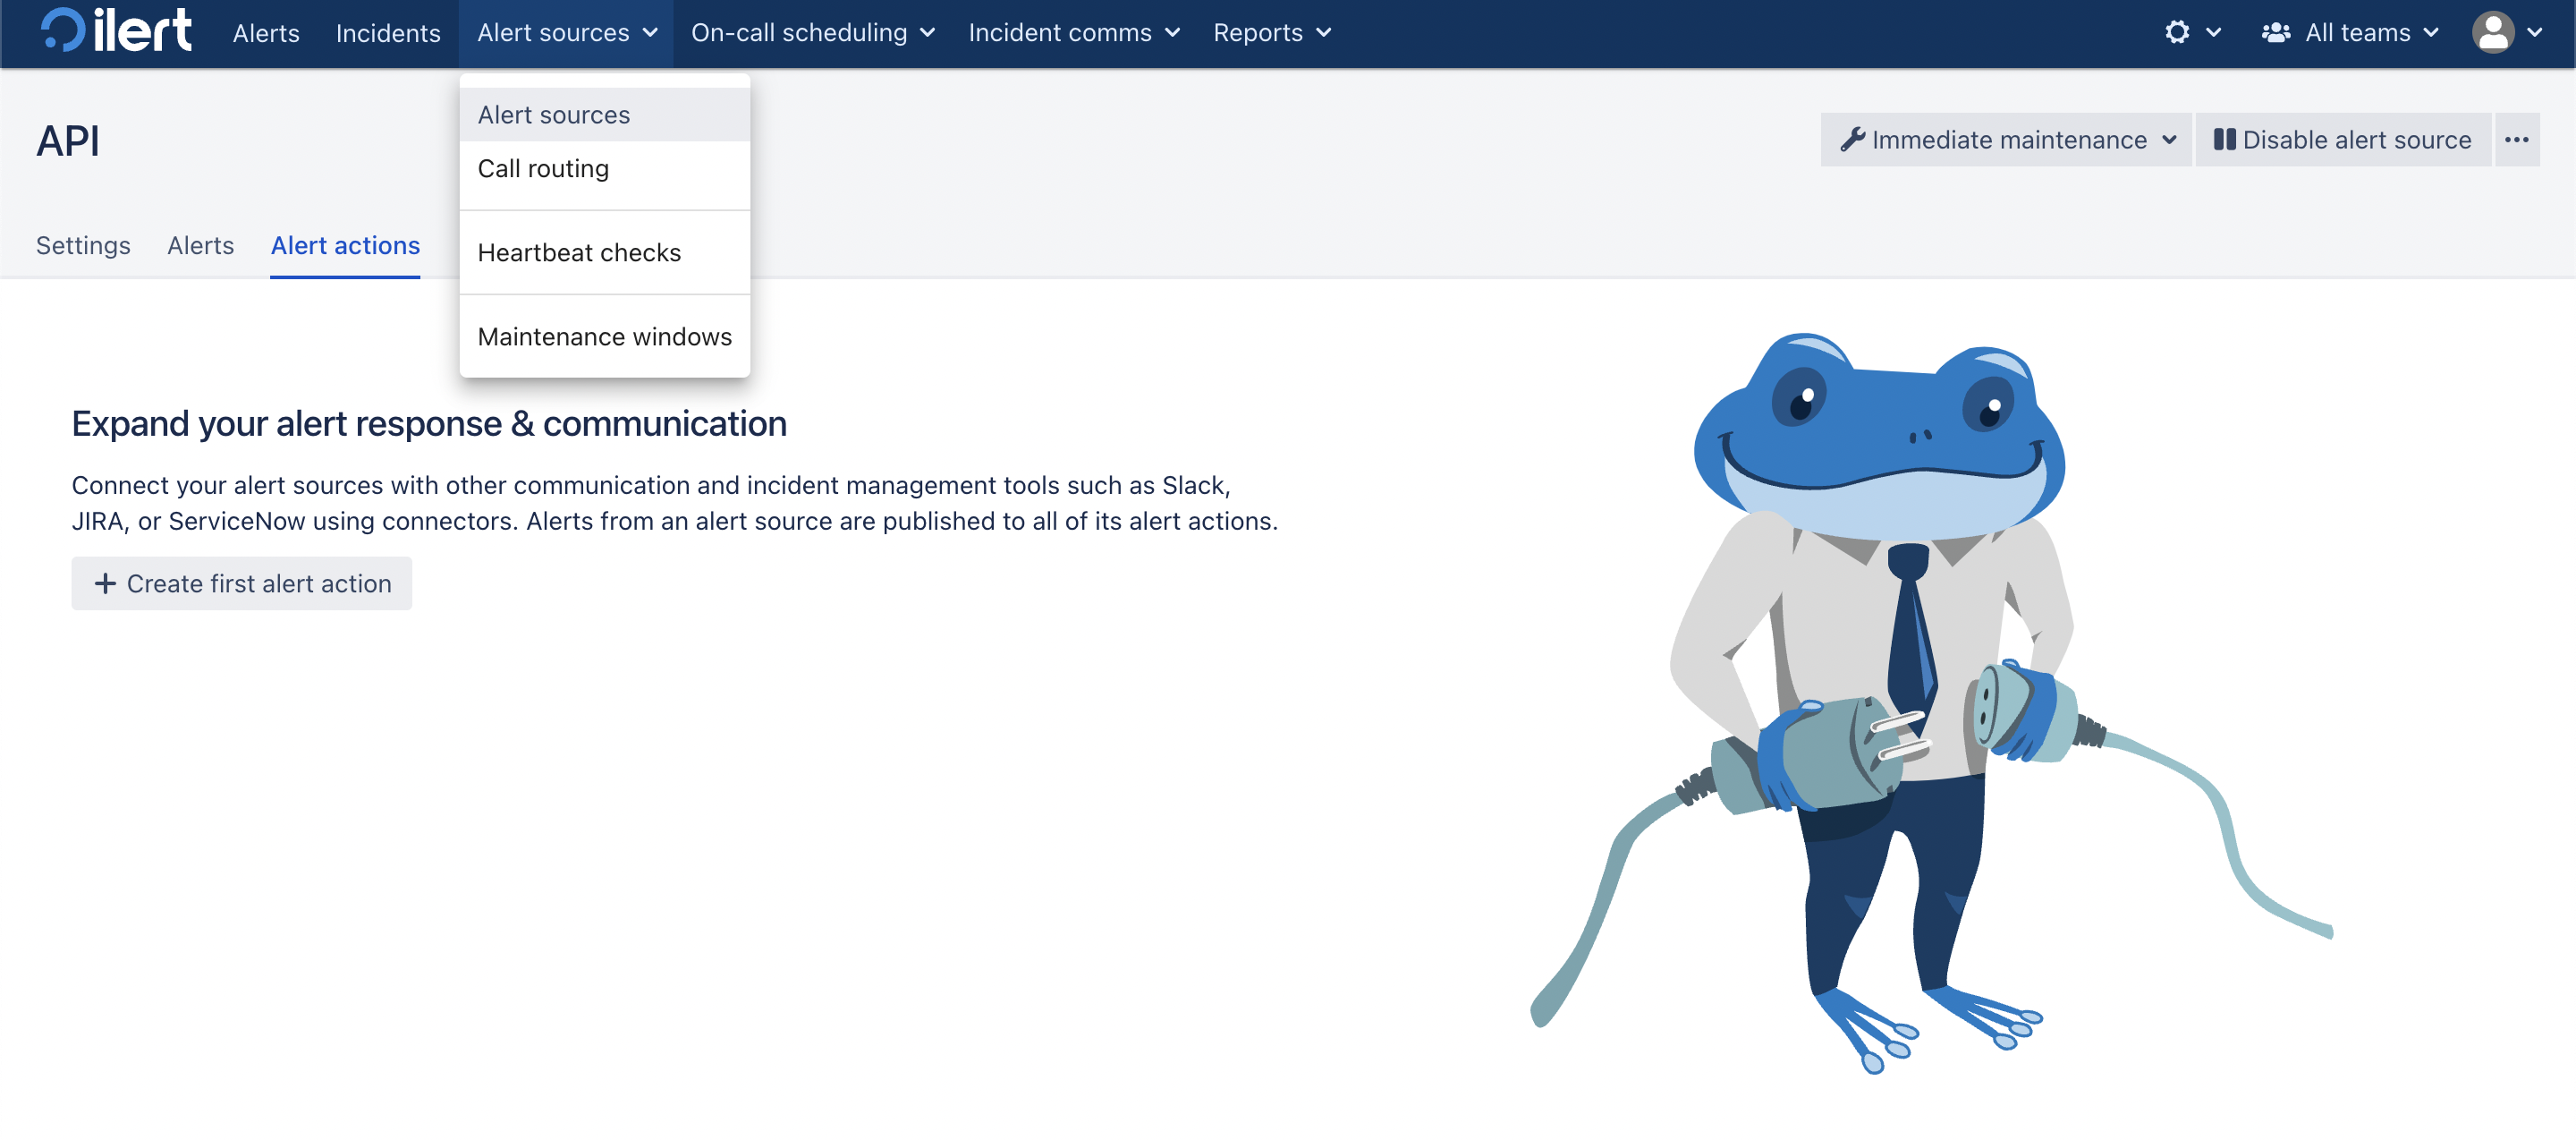 ilert Alerts Incidents Alert sources On-call scheduling Incident comms Reports All teams
Alert sources
Call routing
Heartbeat checks
Maintenance windows
API
Immediate maintenance Disable alert source
Settings Alerts Alert actions
Expand your alert response & communication
Connect your alert sources with other communication and incident management tools such as Slack,
JIRA, or ServiceNow using connectors. Alerts from an alert source are published to all of its alert actions.
+ Create first alert action